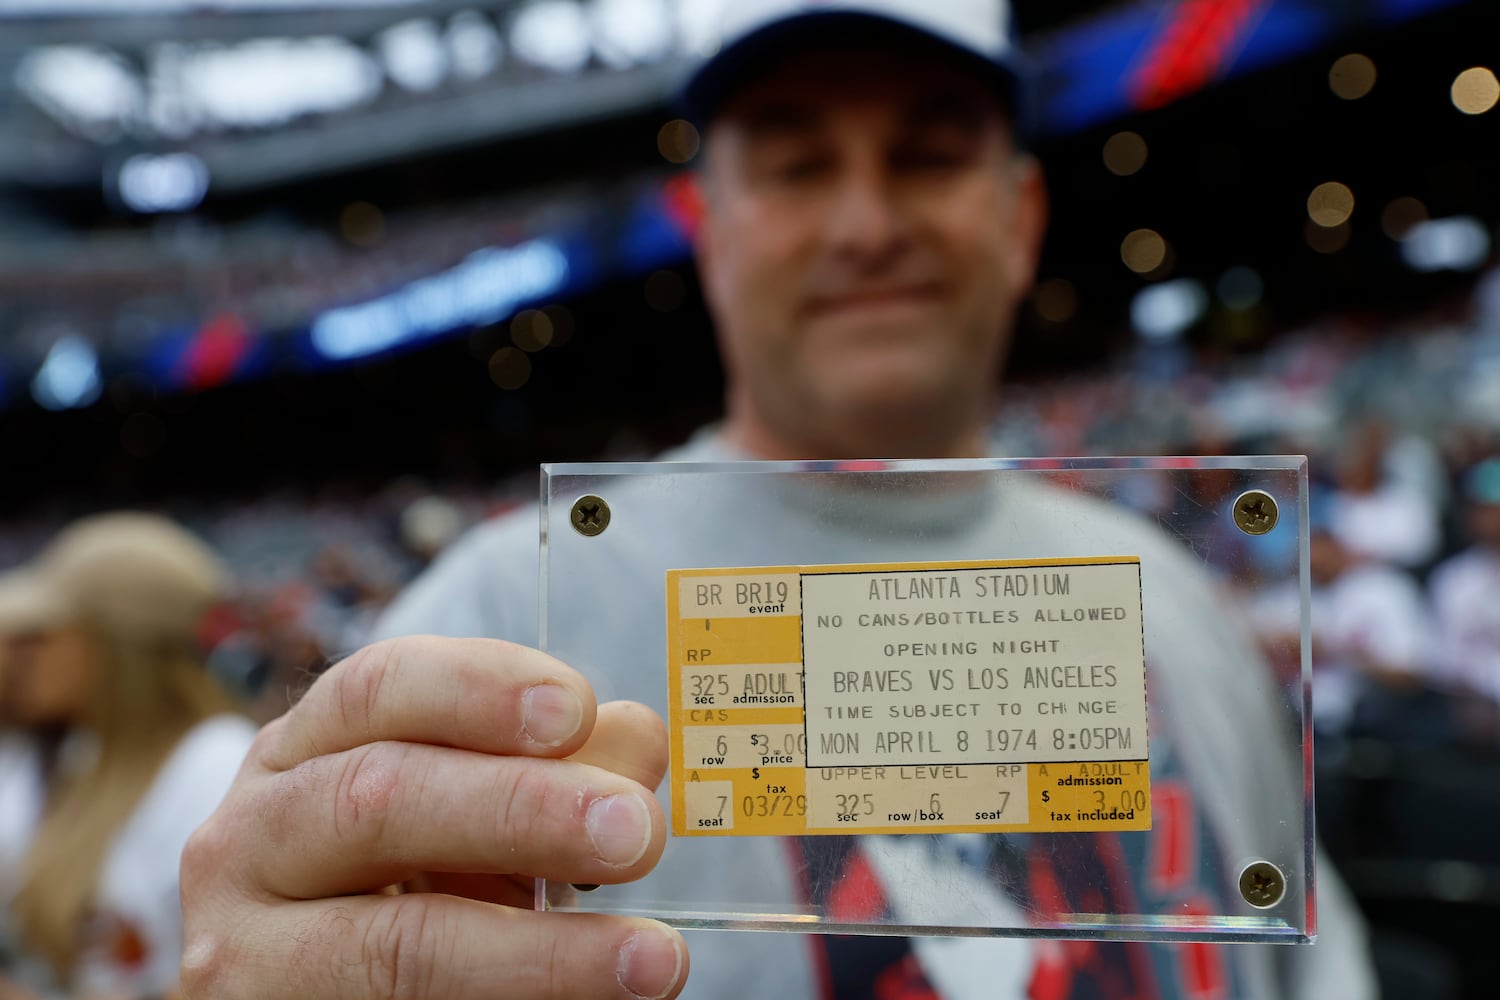 BR BR19
event
RP
325 ADULT
sec admission
CAS
6 $3.00
row price
A $
tax
7 03/29
seat
ATLANTA STADIUM
NO CANS/BOTTLES ALLOWED
OPENING NIGHT
BRAVES VS LOS ANGELES
TIME SUBJECT TO CH NGE
MON APRIL 8 1974 8:05PM
UPPER LEVEL RP A ADULT
admission
325 6 7 $ 3.00
sec row/box seat tax included